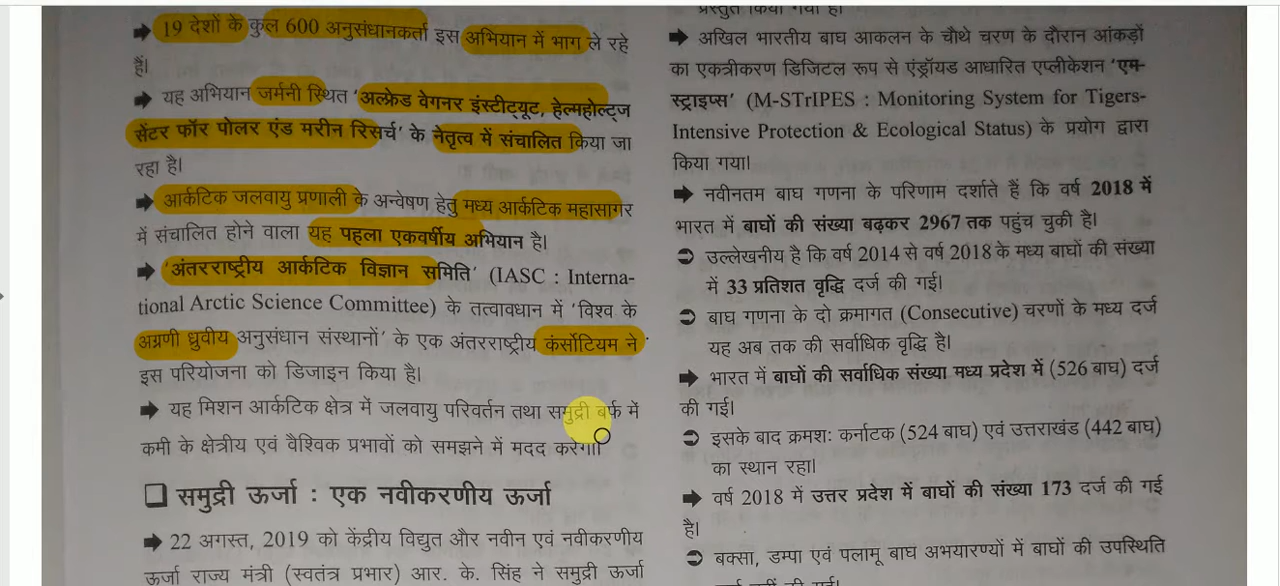 ➡ 19 देशों के कुल 600 अनुसंधानकर्ता इस अभियान में भाग ले रहे
हैं।
➡ यह अभियान जर्मनी स्थित ‘अल्फ्रेड वेगनर इंस्टीट्यूट, हेल्महोल्ट्ज
सेंटर फॉर पोलर एंड मरीन रिसर्च’ के नेतृत्व में संचालित किया जा
रहा है।
➡ आर्कटिक जलवायु प्रणाली के अन्वेषण हेतु मध्य आर्कटिक महासागर
में संचालित होने वाला यह पहला एकवर्षीय अभियान है।
➡ ‘अंतरराष्ट्रीय आर्कटिक विज्ञान समिति’ (IASC : Interna-
tional Arctic Science Committee) के तत्वावधान में ‘विश्व के
अग्रणी ध्रुवीय अनुसंधान संस्थानों’ के एक अंतरराष्ट्रीय कंर्सोटियम ने
इस परियोजना को डिजाइन किया है।
➡ यह मिशन आर्कटिक क्षेत्र में जलवायु परिवर्तन तथा समुद्री बर्फ में
कमी के क्षेत्रीय एवं वैश्विक प्रभावों को समझने में मदद करेगा।
❑ समुद्री ऊर्जा : एक नवीकरणीय ऊर्जा
➡ 22 अगस्त, 2019 को केंद्रीय विद्युत और नवीन एवं नवीकरणीय
ऊर्जा राज्य मंत्री (स्वतंत्र प्रभार) आर. के. सिंह ने समुद्री ऊर्जा
प्रस्तुत किया गया है।
➡ अखिल भारतीय बाघ आकलन के चौथे चरण के दौरान आंकड़ों
का एकत्रीकरण डिजिटल रूप से एंड्रॉयड आधारित एप्लीकेशन ‘एम-
स्ट्राइप्स’ (M-STrIPES : Monitoring System for Tigers-
Intensive Protection & Ecological Status) के प्रयोग द्वारा
किया गया।
➡ नवीनतम बाघ गणना के परिणाम दर्शाते हैं कि वर्ष 2018 में
भारत में बाघों की संख्या बढ़कर 2967 तक पहुंच चुकी है।
➲ उल्लेखनीय है कि वर्ष 2014 से वर्ष 2018 के मध्य बाघों की संख्या
में 33 प्रतिशत वृद्धि दर्ज की गई।
➲ बाघ गणना के दो क्रमागत (Consecutive) चरणों के मध्य दर्ज
यह अब तक की सर्वाधिक वृद्धि है।
➡ भारत में बाघों की सर्वाधिक संख्या मध्य प्रदेश में (526 बाघ) दर्ज
की गई।
➲ इसके बाद क्रमशः कर्नाटक (524 बाघ) एवं उत्तराखंड (442 बाघ)
का स्थान रहा।
➡ वर्ष 2018 में उत्तर प्रदेश में बाघों की संख्या 173 दर्ज की गई
है।
➲ बक्सा, डम्पा एवं पलामू बाघ अभयारण्यों में बाघों की उपस्थिति